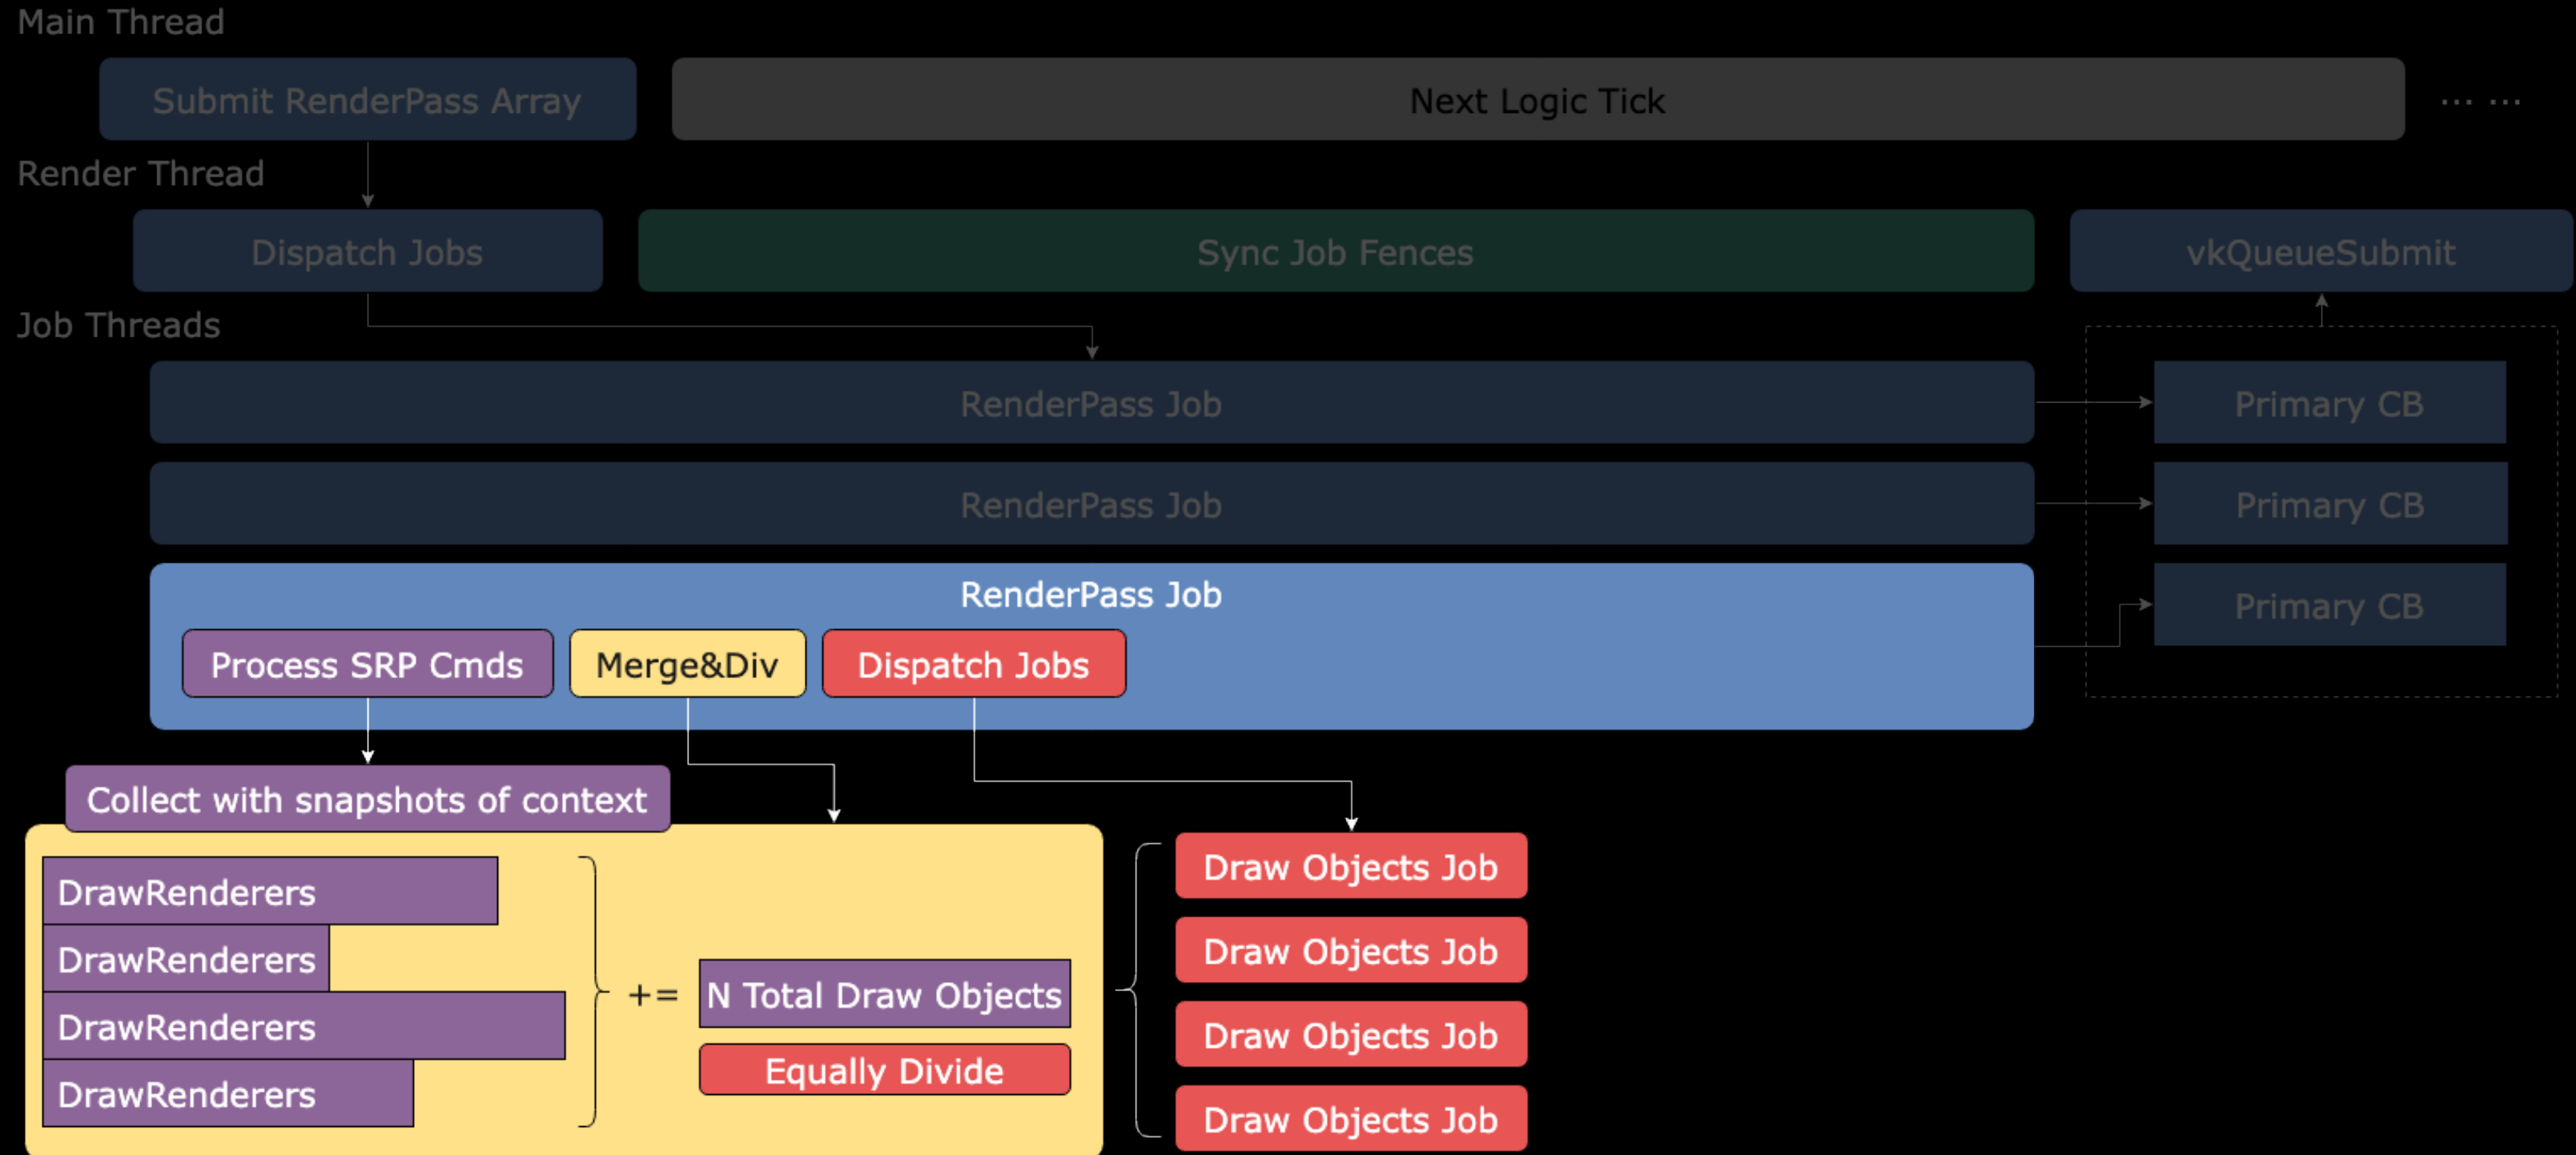 Main Thread
Submit RenderPass Array
Next Logic Tick
... ...
Render Thread
Dispatch Jobs
Sync Job Fences
vkQueueSubmit
Job Threads
RenderPass Job
Primary CB
RenderPass Job
Primary CB
RenderPass Job
Primary CB
Process SRP Cmds
Merge&Div
Dispatch Jobs
Collect with snapshots of context
DrawRenderers
DrawRenderers
DrawRenderers
DrawRenderers
+=
N Total Draw Objects
Equally Divide
Draw Objects Job
Draw Objects Job
Draw Objects Job
Draw Objects Job